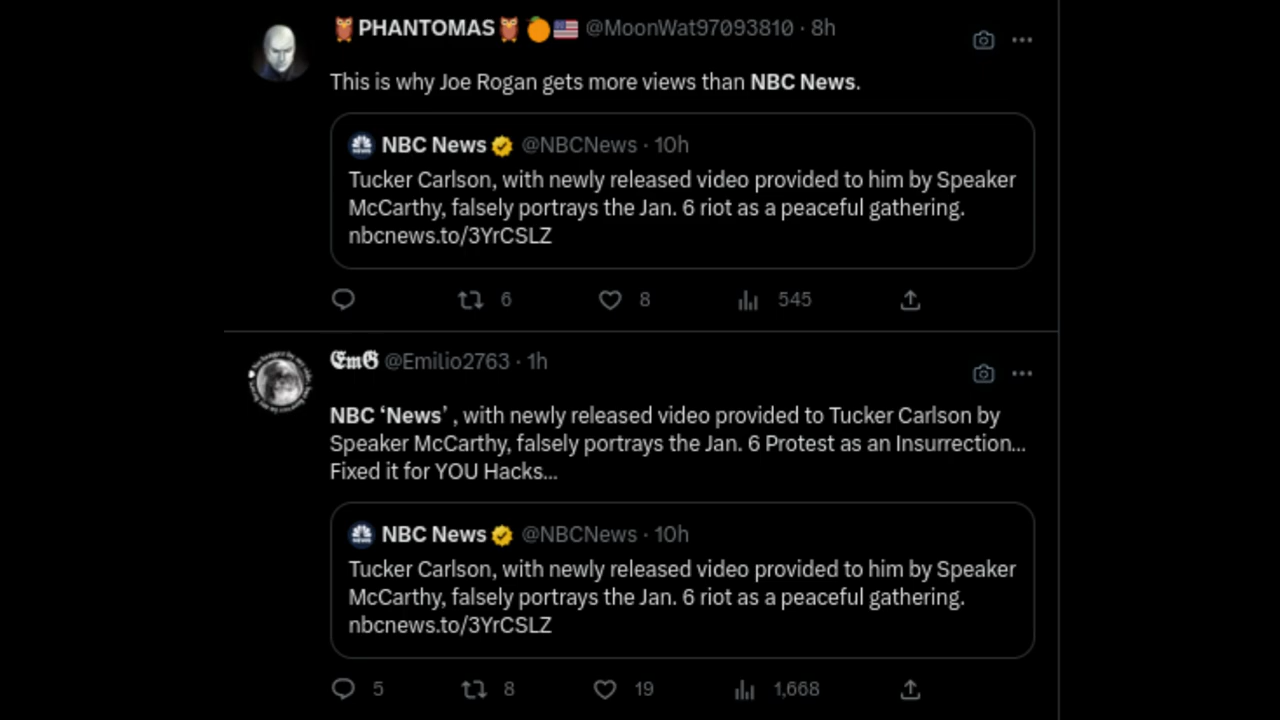 🦉PHANTOMAS🦉 🍊🇺🇸 @MoonWat97093810 · 8h
This is why Joe Rogan gets more views than NBC News.
NBC News @NBCNews · 10h
Tucker Carlson, with newly released video provided to him by Speaker
McCarthy, falsely portrays the Jan. 6 riot as a peaceful gathering.
nbcnews.to/3YrCSLZ
6 8 545
𝕰𝖒𝕲 @Emilio2763 · 1h
NBC ‘News’ , with newly released video provided to Tucker Carlson by
Speaker McCarthy, falsely portrays the Jan. 6 Protest as an Insurrection...
Fixed it for YOU Hacks...
NBC News @NBCNews · 10h
Tucker Carlson, with newly released video provided to him by Speaker
McCarthy, falsely portrays the Jan. 6 riot as a peaceful gathering.
nbcnews.to/3YrCSLZ
5 8 19 1,668